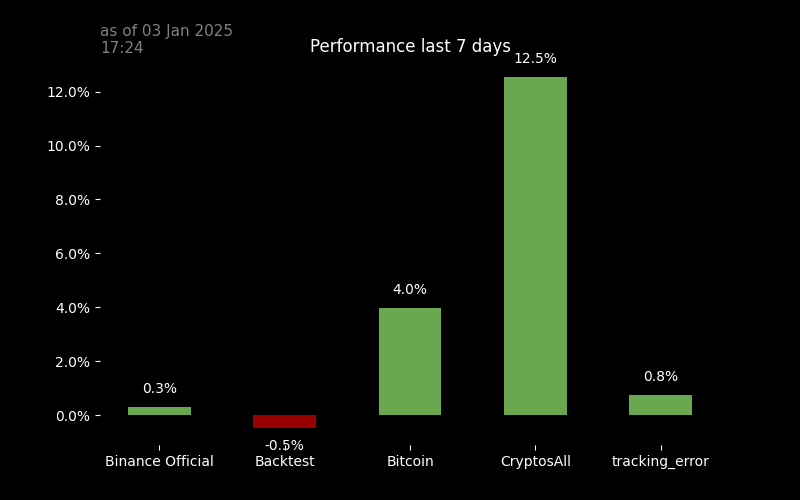 as of 03 Jan 2025
17:24
Performance last 7 days
12.5%
12.0%
10.0%
8.0%
6.0%
4.0%
4.0%
2.0%
0.8%
0.3%
0.0%
-0.5%
Binance Official
Backtest
Bitcoin
CryptosAll
tracking_error